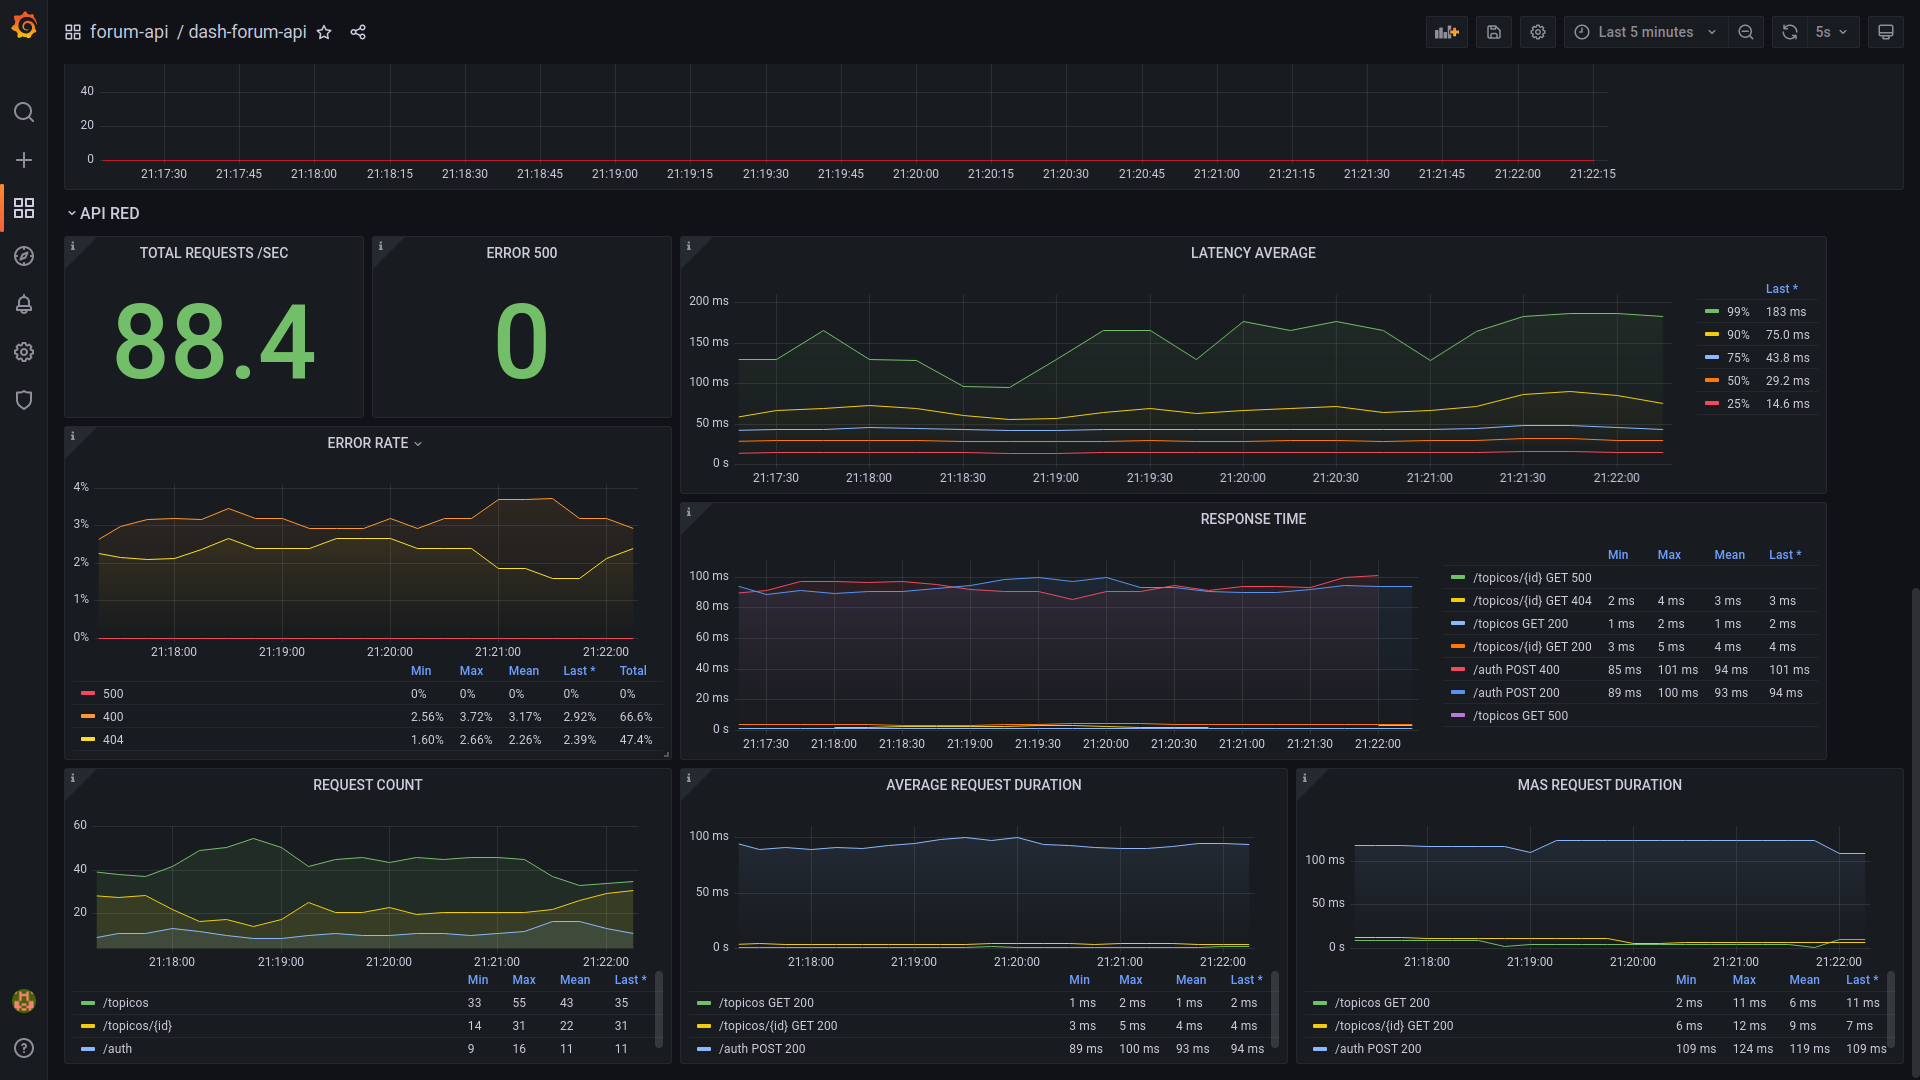 forum-api / dash-forum-api
Last 5 minutes
5s
40
20
0
21:17:30 21:17:45 21:18:00 21:18:15 21:18:30 21:18:45 21:19:00 21:19:15 21:19:30 21:19:45 21:20:00 21:20:15 21:20:30 21:20:45 21:21:00 21:21:15 21:21:30 21:21:45 21:22:00 21:22:15
API RED
TOTAL REQUESTS /SEC
88.4
ERROR 500
0
LATENCY AVERAGE
200 ms
150 ms
100 ms
50 ms
0 s
21:17:30 21:18:00 21:18:30 21:19:00 21:19:30 21:20:00 21:20:30 21:21:00 21:21:30 21:22:00
Last *
99% 183 ms
90% 75.0 ms
75% 43.8 ms
50% 29.2 ms
25% 14.6 ms
ERROR RATE
4%
3%
2%
1%
0%
21:18:00 21:19:00 21:20:00 21:21:00 21:22:00
Min Max Mean Last * Total
500 0% 0% 0% 0% 0%
400 2.56% 3.72% 3.17% 2.92% 66.6%
404 1.60% 2.66% 2.26% 2.39% 47.4%
RESPONSE TIME
100 ms
80 ms
60 ms
40 ms
20 ms
0 s
21:17:30 21:18:00 21:18:30 21:19:00 21:19:30 21:20:00 21:20:30 21:21:00 21:21:30 21:22:00
Min Max Mean Last *
/topicos/{id} GET 500
/topicos/{id} GET 404 2 ms 4 ms 3 ms 3 ms
/topicos GET 200 1 ms 2 ms 1 ms 2 ms
/topicos/{id} GET 200 3 ms 5 ms 4 ms 4 ms
/auth POST 400 85 ms 101 ms 94 ms 101 ms
/auth POST 200 89 ms 100 ms 93 ms 94 ms
/topicos GET 500
REQUEST COUNT
60
40
20
21:18:00 21:19:00 21:20:00 21:21:00 21:22:00
Min Max Mean Last *
/topicos 33 55 43 35
/topicos/{id} 14 31 22 31
/auth 9 16 11 11
AVERAGE REQUEST DURATION
100 ms
50 ms
0 s
21:18:00 21:19:00 21:20:00 21:21:00 21:22:00
Min Max Mean Last *
/topicos GET 200 1 ms 2 ms 1 ms 2 ms
/topicos/{id} GET 200 3 ms 5 ms 4 ms 4 ms
/auth POST 200 89 ms 100 ms 93 ms 94 ms
MAS REQUEST DURATION
100 ms
50 ms
0 s
21:18:00 21:19:00 21:20:00 21:21:00 21:22:00
Min Max Mean Last *
/topicos GET 200 2 ms 11 ms 6 ms 11 ms
/topicos/{id} GET 200 6 ms 12 ms 9 ms 7 ms
/auth POST 200 109 ms 124 ms 119 ms 109 ms